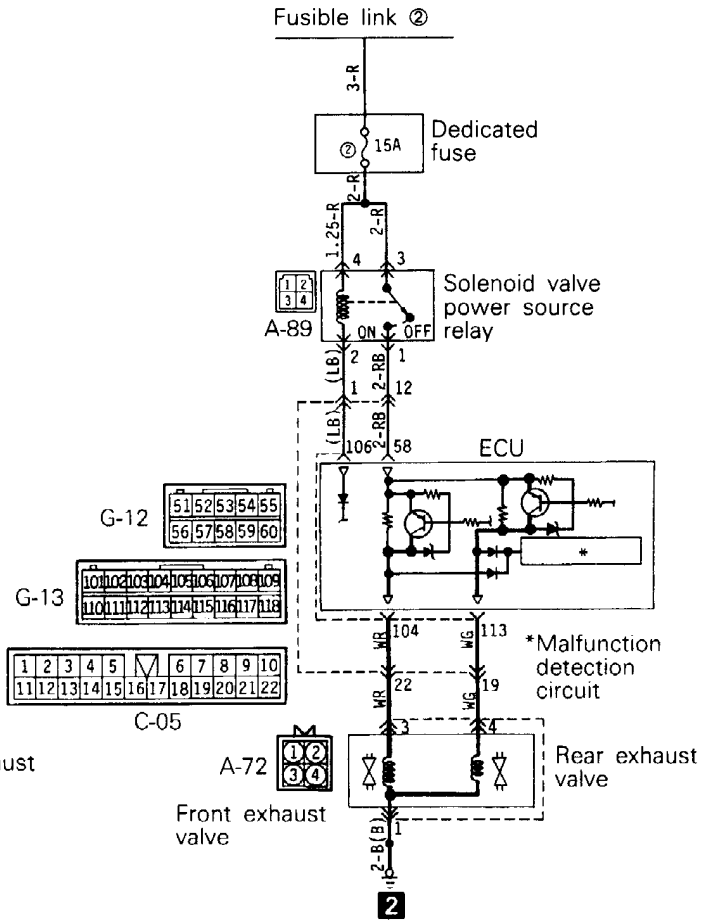 Fusible link ②
3-R
② 15A
Dedicated
fuse
2-R
1.25-R
2-R
4
3
1 2
3 4
A-89
Solenoid valve
power source
relay
ON
OFF
(LB)
2
2-RB
1
1
12
(LB)
106
2-RB
58
ECU
G-12
51 52 53 54 55
56 57 58 59 60
G-13
101 102 103 104 105 106 107 108 109
110 111 112 113 114 115 116 117 118
*
C-05
1 2 3 4 5 6 7 8 9 10
11 12 13 14 15 16 17 18 19 20 21 22
WR
104
WG
113
*Malfunction
detection
circuit
22
19
WR
WG
3
4
ust
A-72
1 2
3 4
Rear exhaust
valve
Front exhaust
valve
1
2-B(B)
2